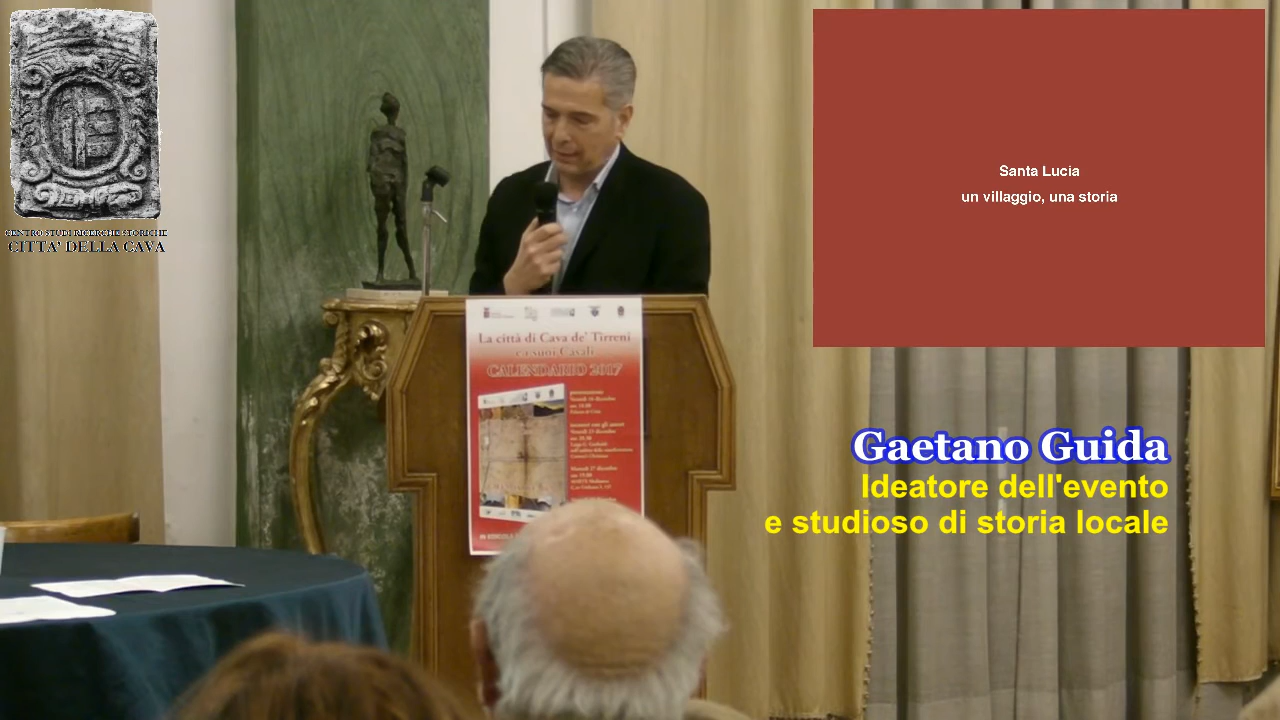 CENTRO STUDI RICERCHE STORICHE
CITTA' DELLA CAVA
Santa Lucia
un villaggio, una storia
La città di Cava de' Tirreni
e i suoi Casali
CALENDARIO 2017
Gaetano Guida
Ideatore dell'evento
e studioso di storia locale